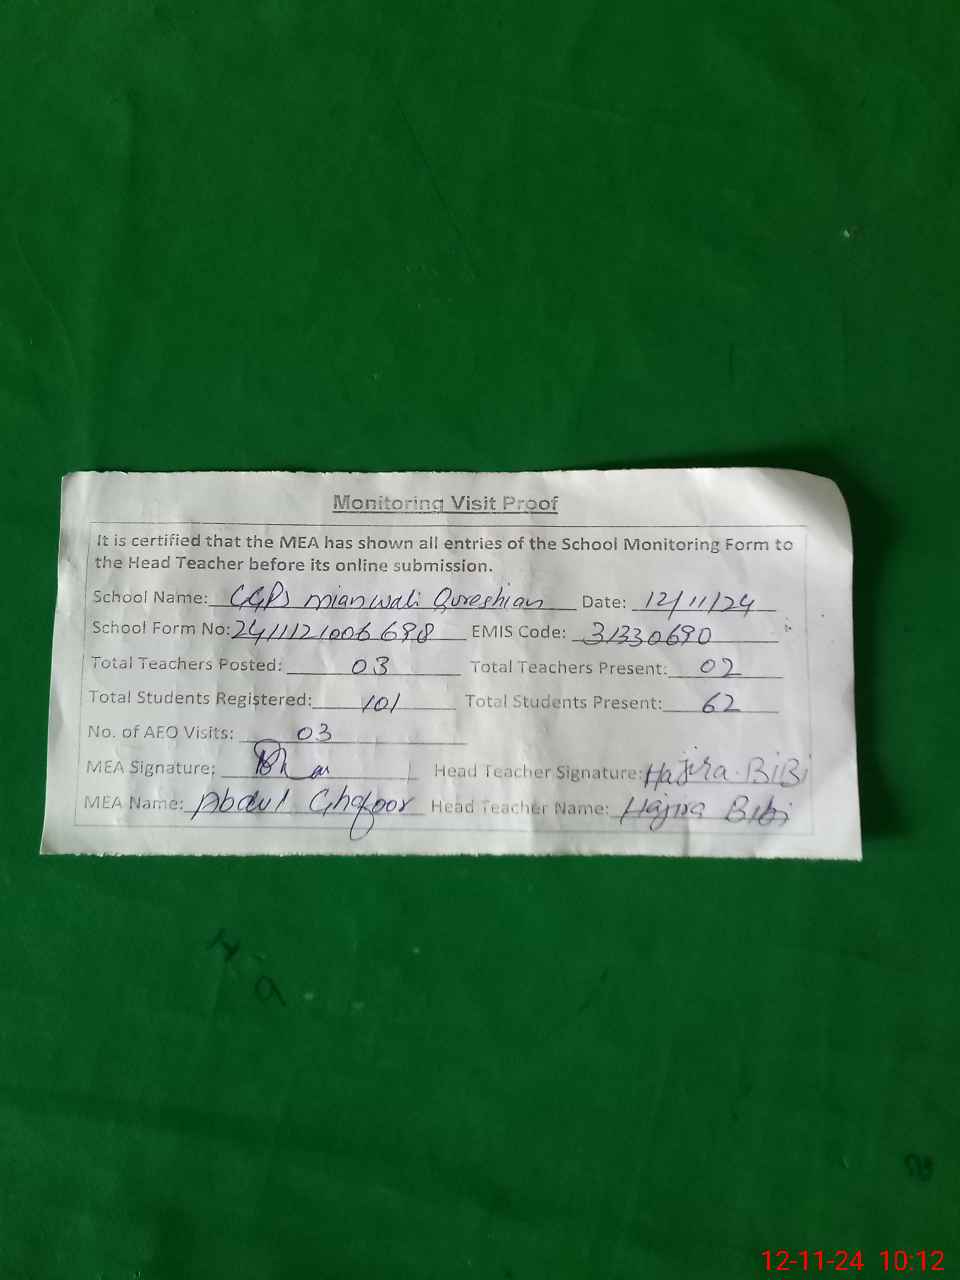 Monitoring Visit Proof
It is certified that the MEA has shown all entries of the School Monitoring Form to
the Head Teacher before its online submission.
School Name: GGPS Mianwali Qureshian Date: 12/11/24
School Form No: 2411121006698 EMIS Code: 31330690
Total Teachers Posted: 03 Total Teachers Present: 02
Total Students Registered: 101 Total Students Present: 62
No. of AEO Visits: 03
MEA Signature: Head Teacher Signature: Hajra BiBi
MEA Name: Abdul Ghafoor Head Teacher Name: Hajra Bibi
12-11-24 10:12